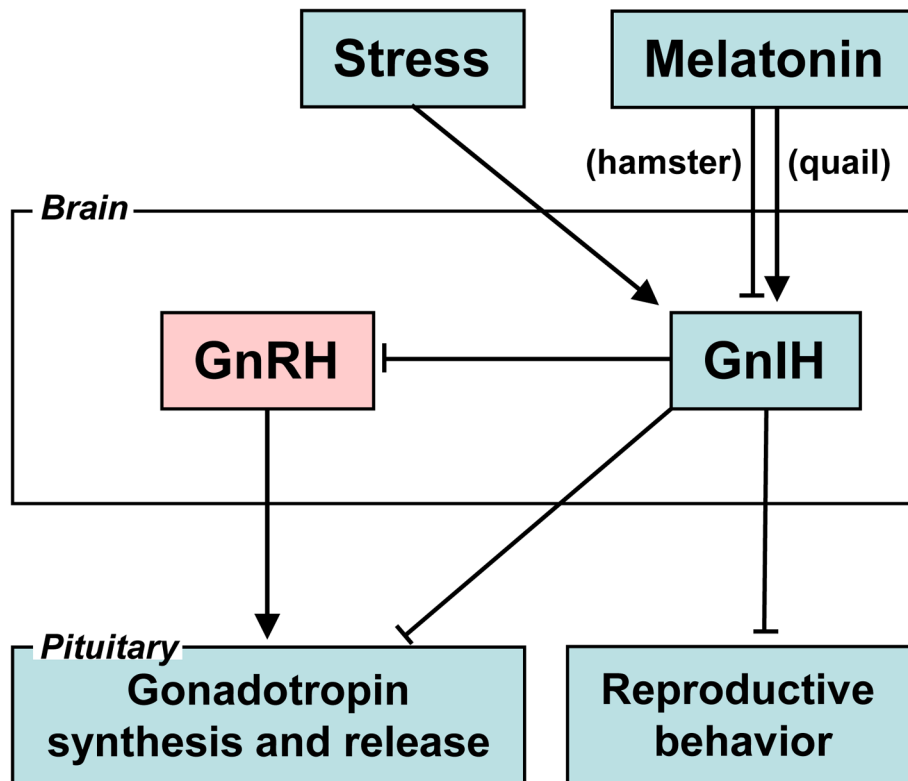 Stress
Melatonin
(hamster)
(quail)
Brain
GnRH
GnIH
Pituitary
Gonadotropin
synthesis and release
Reproductive
behavior